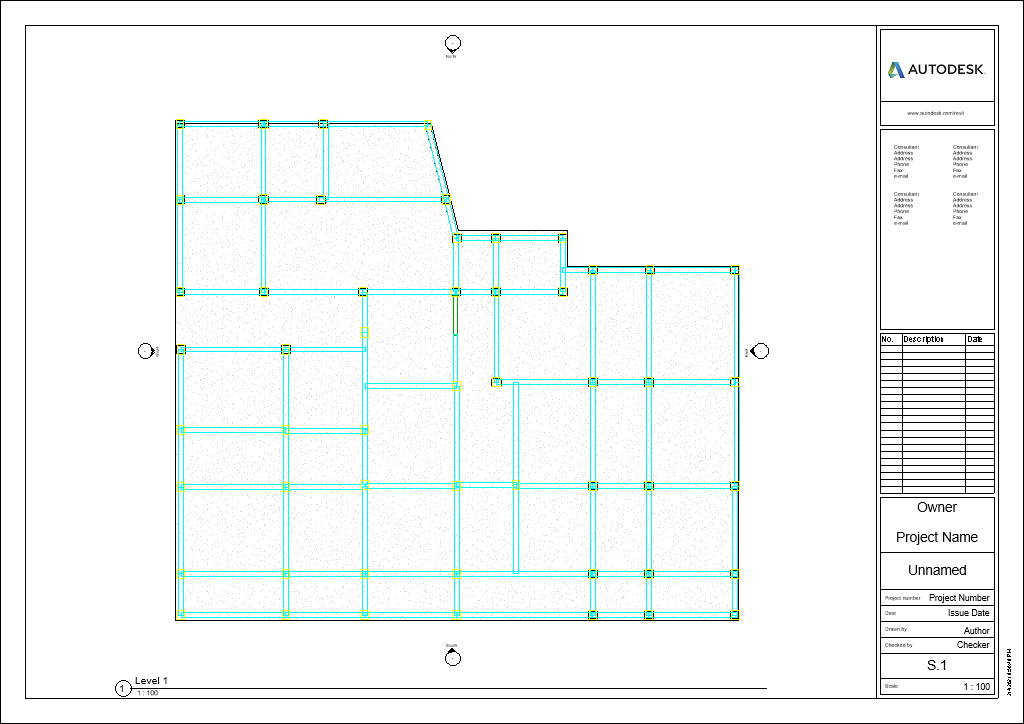 North
AUTODESK.
www.autodesk.com/revit
Consultant
Address
Address
Phone
Fax
e-mail
Consultant
Address
Address
Phone
Fax
e-mail
Consultant
Address
Address
Phone
Fax
e-mail
Consultant
Address
Address
Phone
Fax
e-mail
No. Description Date
Owner
Project Name
Unnamed
Project number Project Number
Date Issue Date
Drawn by Author
Checked by Checker
S.1
Scale 1 : 100
South
1 Level 1
1 : 100